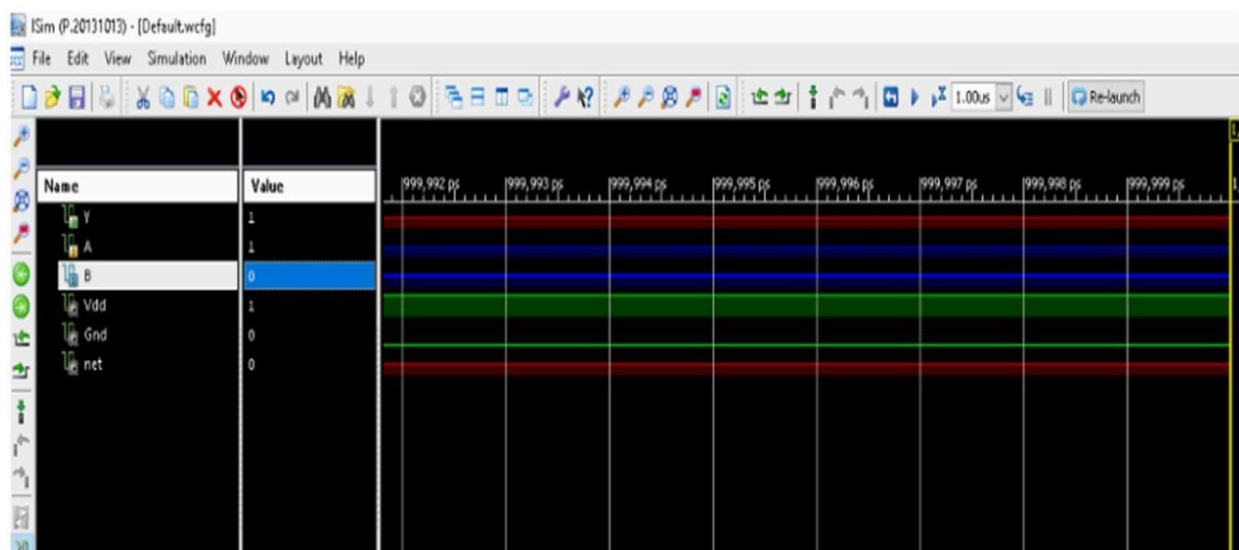 ISim (P.20131013) - [Default.wcfg]
File Edit View Simulation Window Layout Help
1.00us Re-launch
Name Value
999,992 ps 999,993 ps 999,994 ps 999,995 ps 999,996 ps 999,997 ps 999,998 ps 999,999 ps
Y 1
A 1
B 0
Vdd 1
Gnd 0
net 0